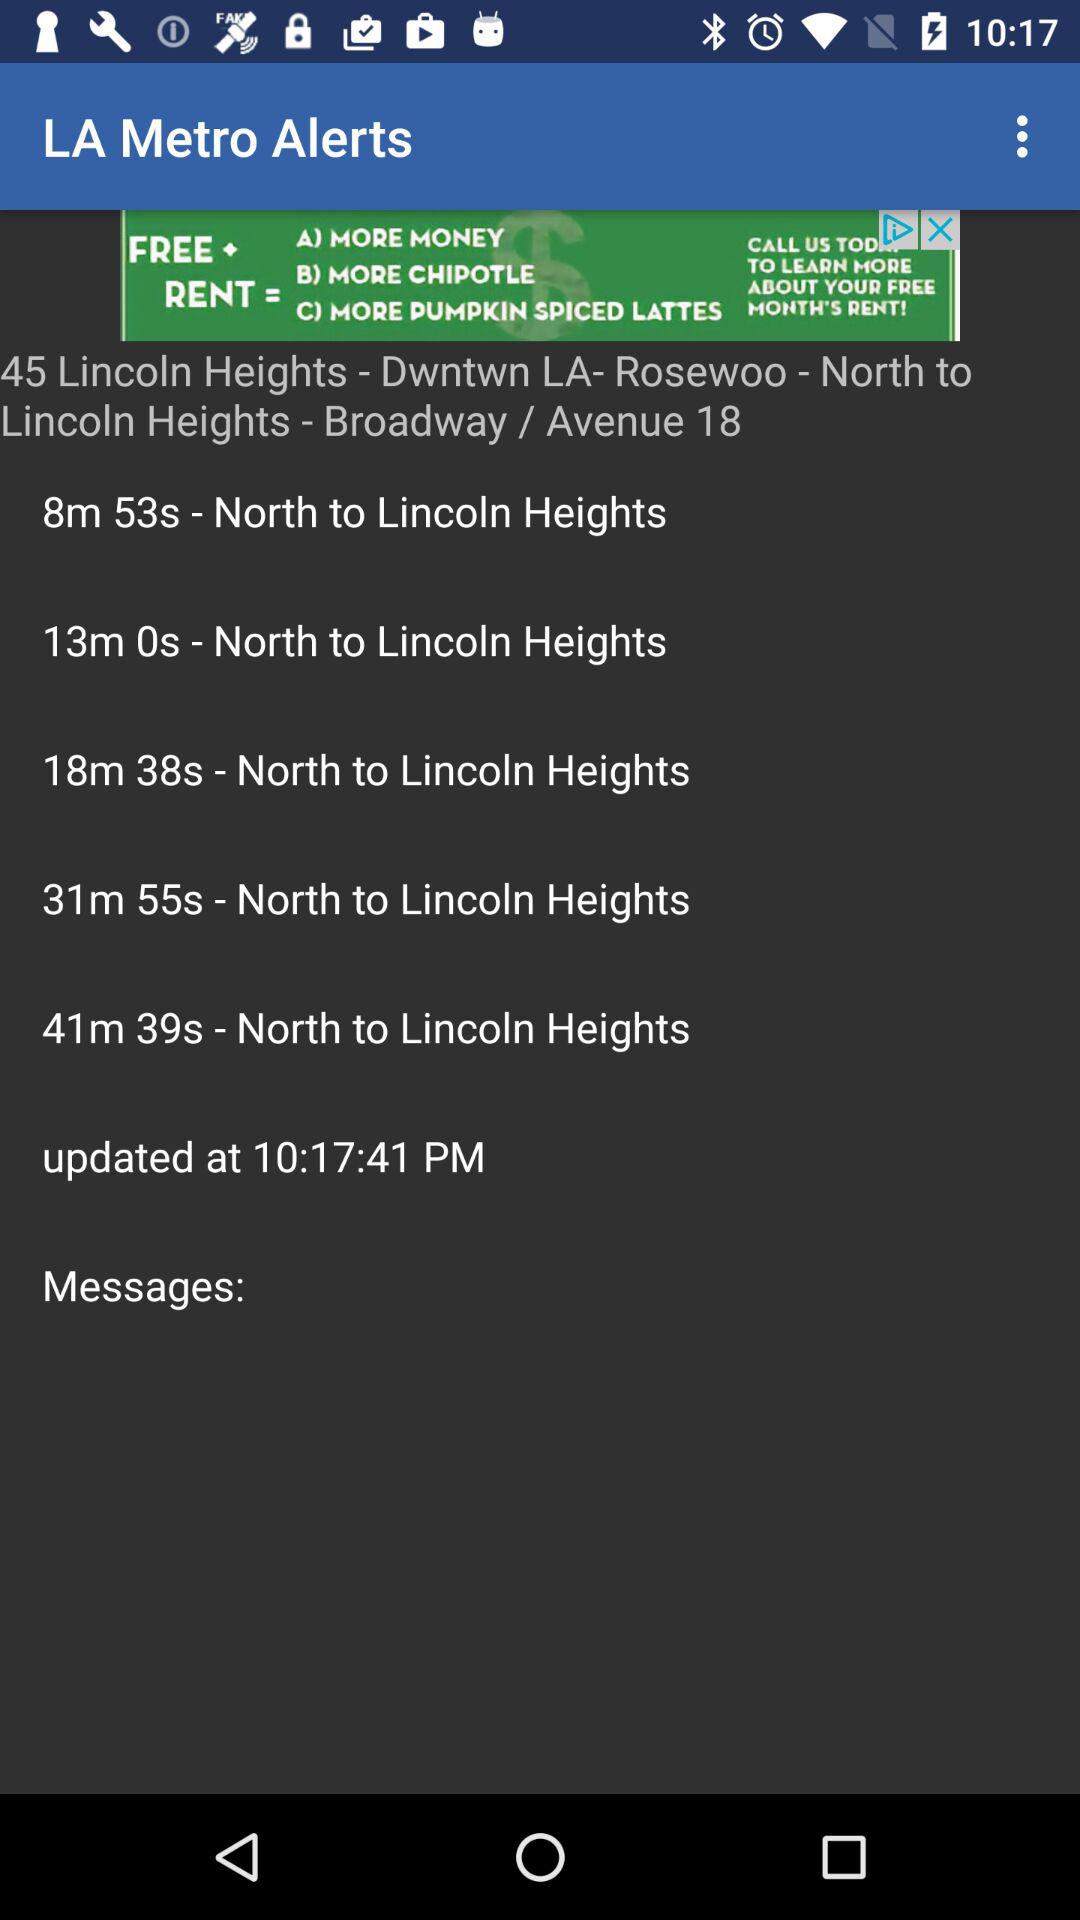 FAK
10:17
LA Metro Alerts
FREE +
RENT =
A) MORE MONEY
B) MORE CHIPOTLE
C) MORE PUMPKIN SPICED LATTES
CALL US
TO LEARN MORE
ABOUT YOUR FREE
MONTH'S RENT!
45 Lincoln Heights - Dwntwn LA- Rosewoo - North to
Lincoln Heights - Broadway / Avenue 18
8m 53s - North to Lincoln Heights
13m 0s - North to Lincoln Heights
18m 38s - North to Lincoln Heights
31m 55s - North to Lincoln Heights
41m 39s - North to Lincoln Heights
updated at 10:17:41 PM
Messages: